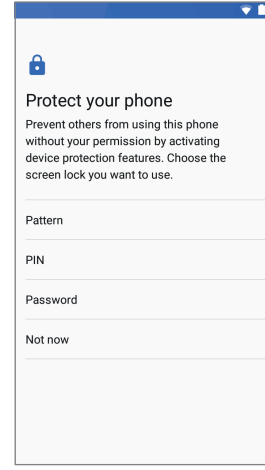 Protect your phone
Prevent others from using this phone
without your permission by activating
device protection features. Choose the
screen lock you want to use.
Pattern
PIN
Password
Not now